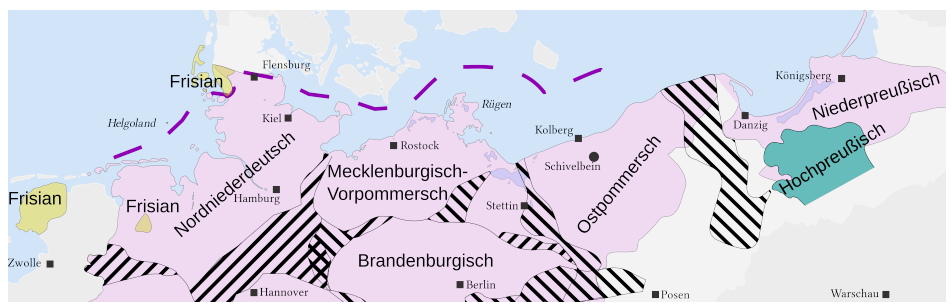 Flensburg
Frisian
Königsberg
Niederpreußisch
Rügen
Helgoland
Kiel
Danzig
Kolberg
Rostock
Nordniederdeutsch
Schivelbein
Hochpreußisch
Mecklenburgisch-
Vorpommersch
Ostpommersch
Frisian
Frisian
Hamburg
Stettin
Zwolle
Brandenburgisch
Hannover
Berlin
Posen
Warschau